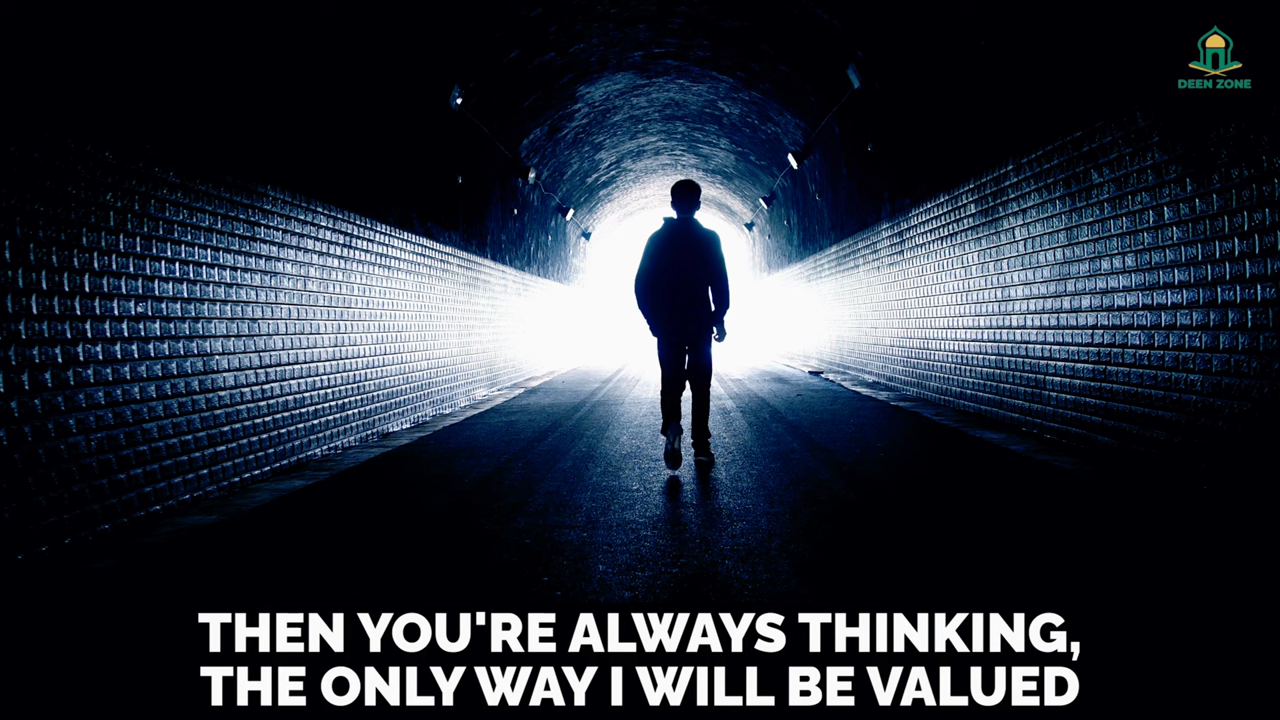 DEEN ZONE
THEN YOU'RE ALWAYS THINKING,
THE ONLY WAY I WILL BE VALUED